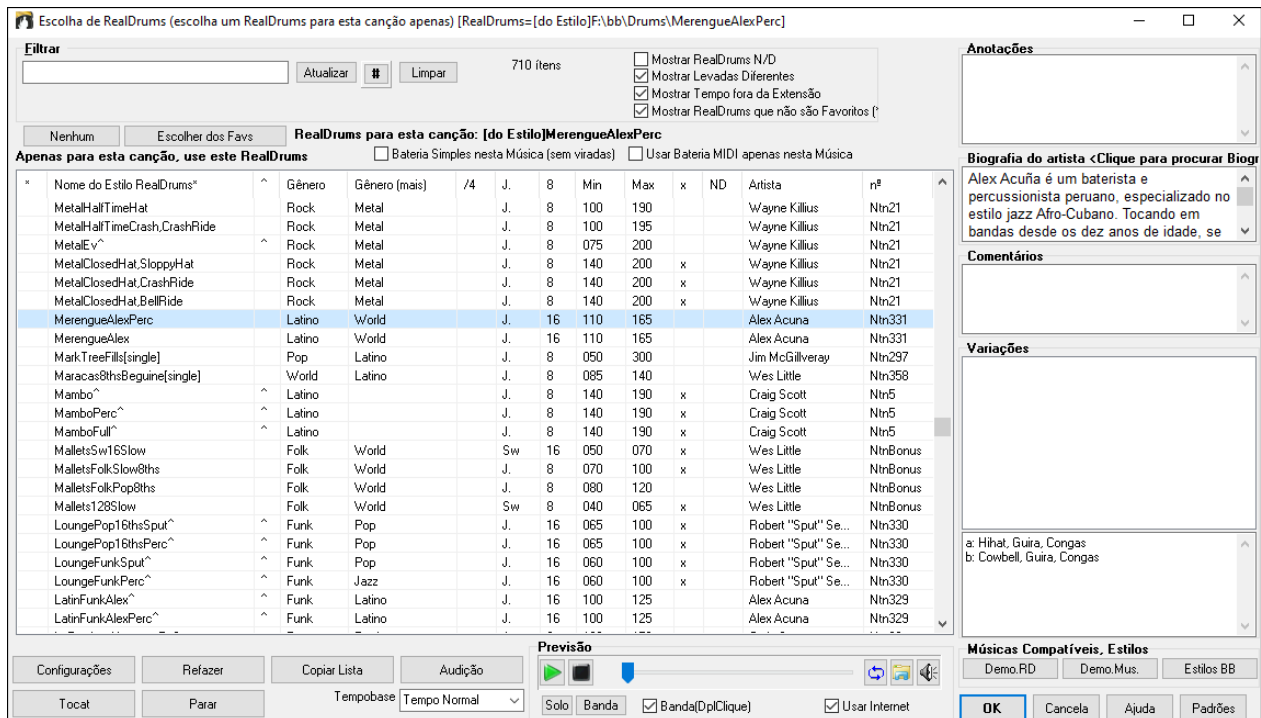 Escolha de RealDrums (escolha um RealDrums para esta canção apenas) [RealDrums=[do Estilo]F:\bb\Drums\MerengueAlexPerc]
Filtrar
Atualizar # Limpar 710 ítens
Mostrar RealDrums N/D
Mostrar Levadas Diferentes
Mostrar Tempo fora da Extensão
Mostrar RealDrums que não são Favoritos (*
Nenhum Escolher dos Favs RealDrums para esta canção: [do Estilo]MerengueAlexPerc
Apenas para esta canção, use este RealDrums Bateria Simples nesta Música (sem viradas) Usar Bateria MIDI apenas nesta Música
* Nome do Estilo RealDrums* ^ Gênero Gênero (mais) /4 J. 8 Min Max x ND Artista nº
MetalHalfTimeHat Rock Metal J. 8 100 190 Wayne Killius Ntn21
MetalHalfTimeCrash,CrashRide Rock Metal J. 8 100 195 Wayne Killius Ntn21
MetalEv^ ^ Rock Metal J. 8 075 200 Wayne Killius Ntn21
MetalClosedHat,SloppyHat Rock Metal J. 8 140 200 x Wayne Killius Ntn21
MetalClosedHat,CrashRide Rock Metal J. 8 140 200 x Wayne Killius Ntn21
MetalClosedHat,BellRide Rock Metal J. 8 140 200 x Wayne Killius Ntn21
MerengueAlexPerc Latino World J. 16 110 165 Alex Acuna Ntn331
MerengueAlex Latino World J. 16 110 165 Alex Acuna Ntn331
MarkTreeFills[single] Pop Latino J. 8 050 300 Jim McGillveray Ntn297
Maracas8thsBeguine[single] World Latino J. 8 085 140 Wes Little Ntn358
Mambo^ ^ Latino J. 8 140 190 x Craig Scott Ntn5
MamboPerc^ ^ Latino J. 8 140 190 x Craig Scott Ntn5
MamboFull^ ^ Latino J. 8 140 190 x Craig Scott Ntn5
MalletsSw16Slow Folk World Sw 16 050 070 x Wes Little NtnBonus
MalletsFolkSlow8ths Folk World J. 8 070 100 x Wes Little NtnBonus
MalletsFolkPop8ths Folk World J. 8 080 120 Wes Little NtnBonus
Mallets128Slow Folk World Sw 8 040 065 x Wes Little NtnBonus
LoungePop16thsSput^ ^ Funk Pop J. 16 065 100 x Robert "Sput" Se... Ntn330
LoungePop16thsPerc^ ^ Funk Pop J. 16 065 100 x Robert "Sput" Se... Ntn330
LoungeFunkSput^ ^ Funk Pop J. 16 060 100 x Robert "Sput" Se... Ntn330
LoungeFunkPerc^ ^ Funk Jazz J. 16 060 100 x Robert "Sput" Se... Ntn330
LatinFunkAlex^ ^ Funk Latino J. 16 100 125 Alex Acuna Ntn329
LatinFunkAlexPerc^ ^ Funk Latino J. 16 100 125 Alex Acuna Ntn329
Configurações Refazer Copiar Lista Audição
Tocat Parar Tempobase Tempo Normal
Previsão
Solo Banda Banda(DplClique) Usar Internet
Anotações
Biografia do artista <Clique para procurar Biogr
Alex Acuña é um baterista e
percussionista peruano, especializado no
estilo jazz Afro-Cubano. Tocando em
bandas desde os dez anos de idade, se
Comentários
Variações
a: Hihat, Guira, Congas
b: Cowbell, Guira, Congas
Músicas Compatíveis, Estilos
Demo.RD Demo.Mus. Estilos BB
OK Cancela Ajuda Padrões